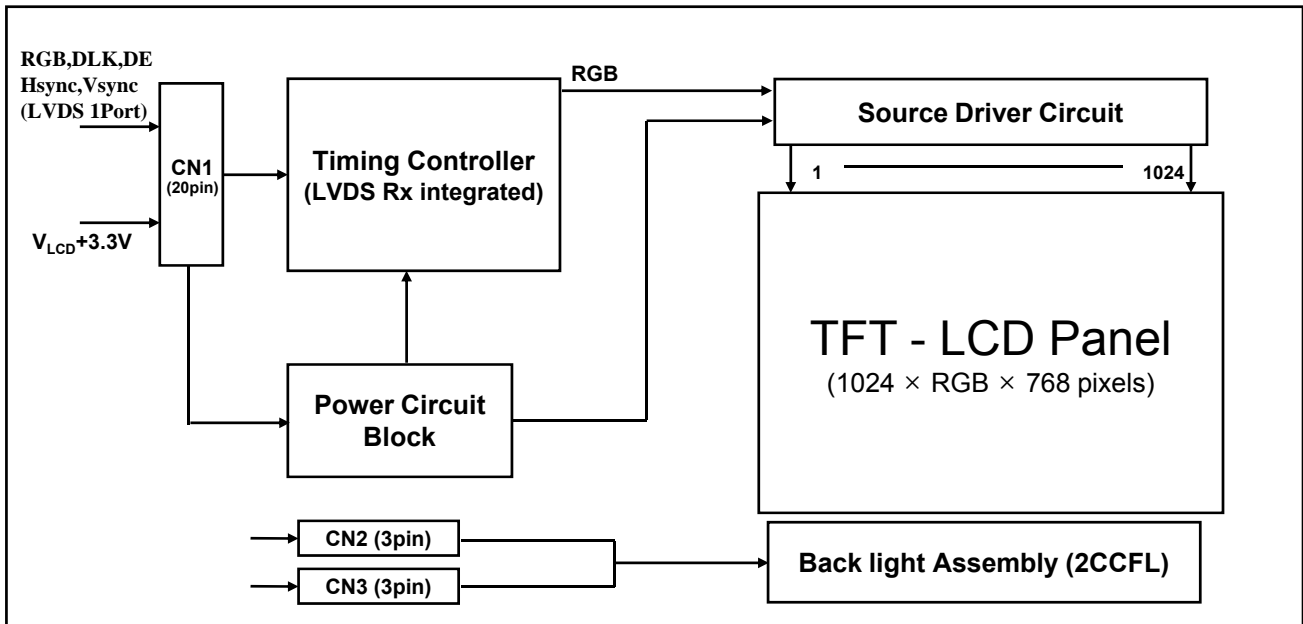 RGB,DLK,DE
Hsync,Vsync
(LVDS 1Port)
CN1
(20pin)
VLCD+3.3V
Timing Controller
(LVDS Rx integrated)
RGB
Source Driver Circuit
1
1024
TFT - LCD Panel
(1024 × RGB × 768 pixels)
Power Circuit
Block
CN2 (3pin)
CN3 (3pin)
Back light Assembly (2CCFL)